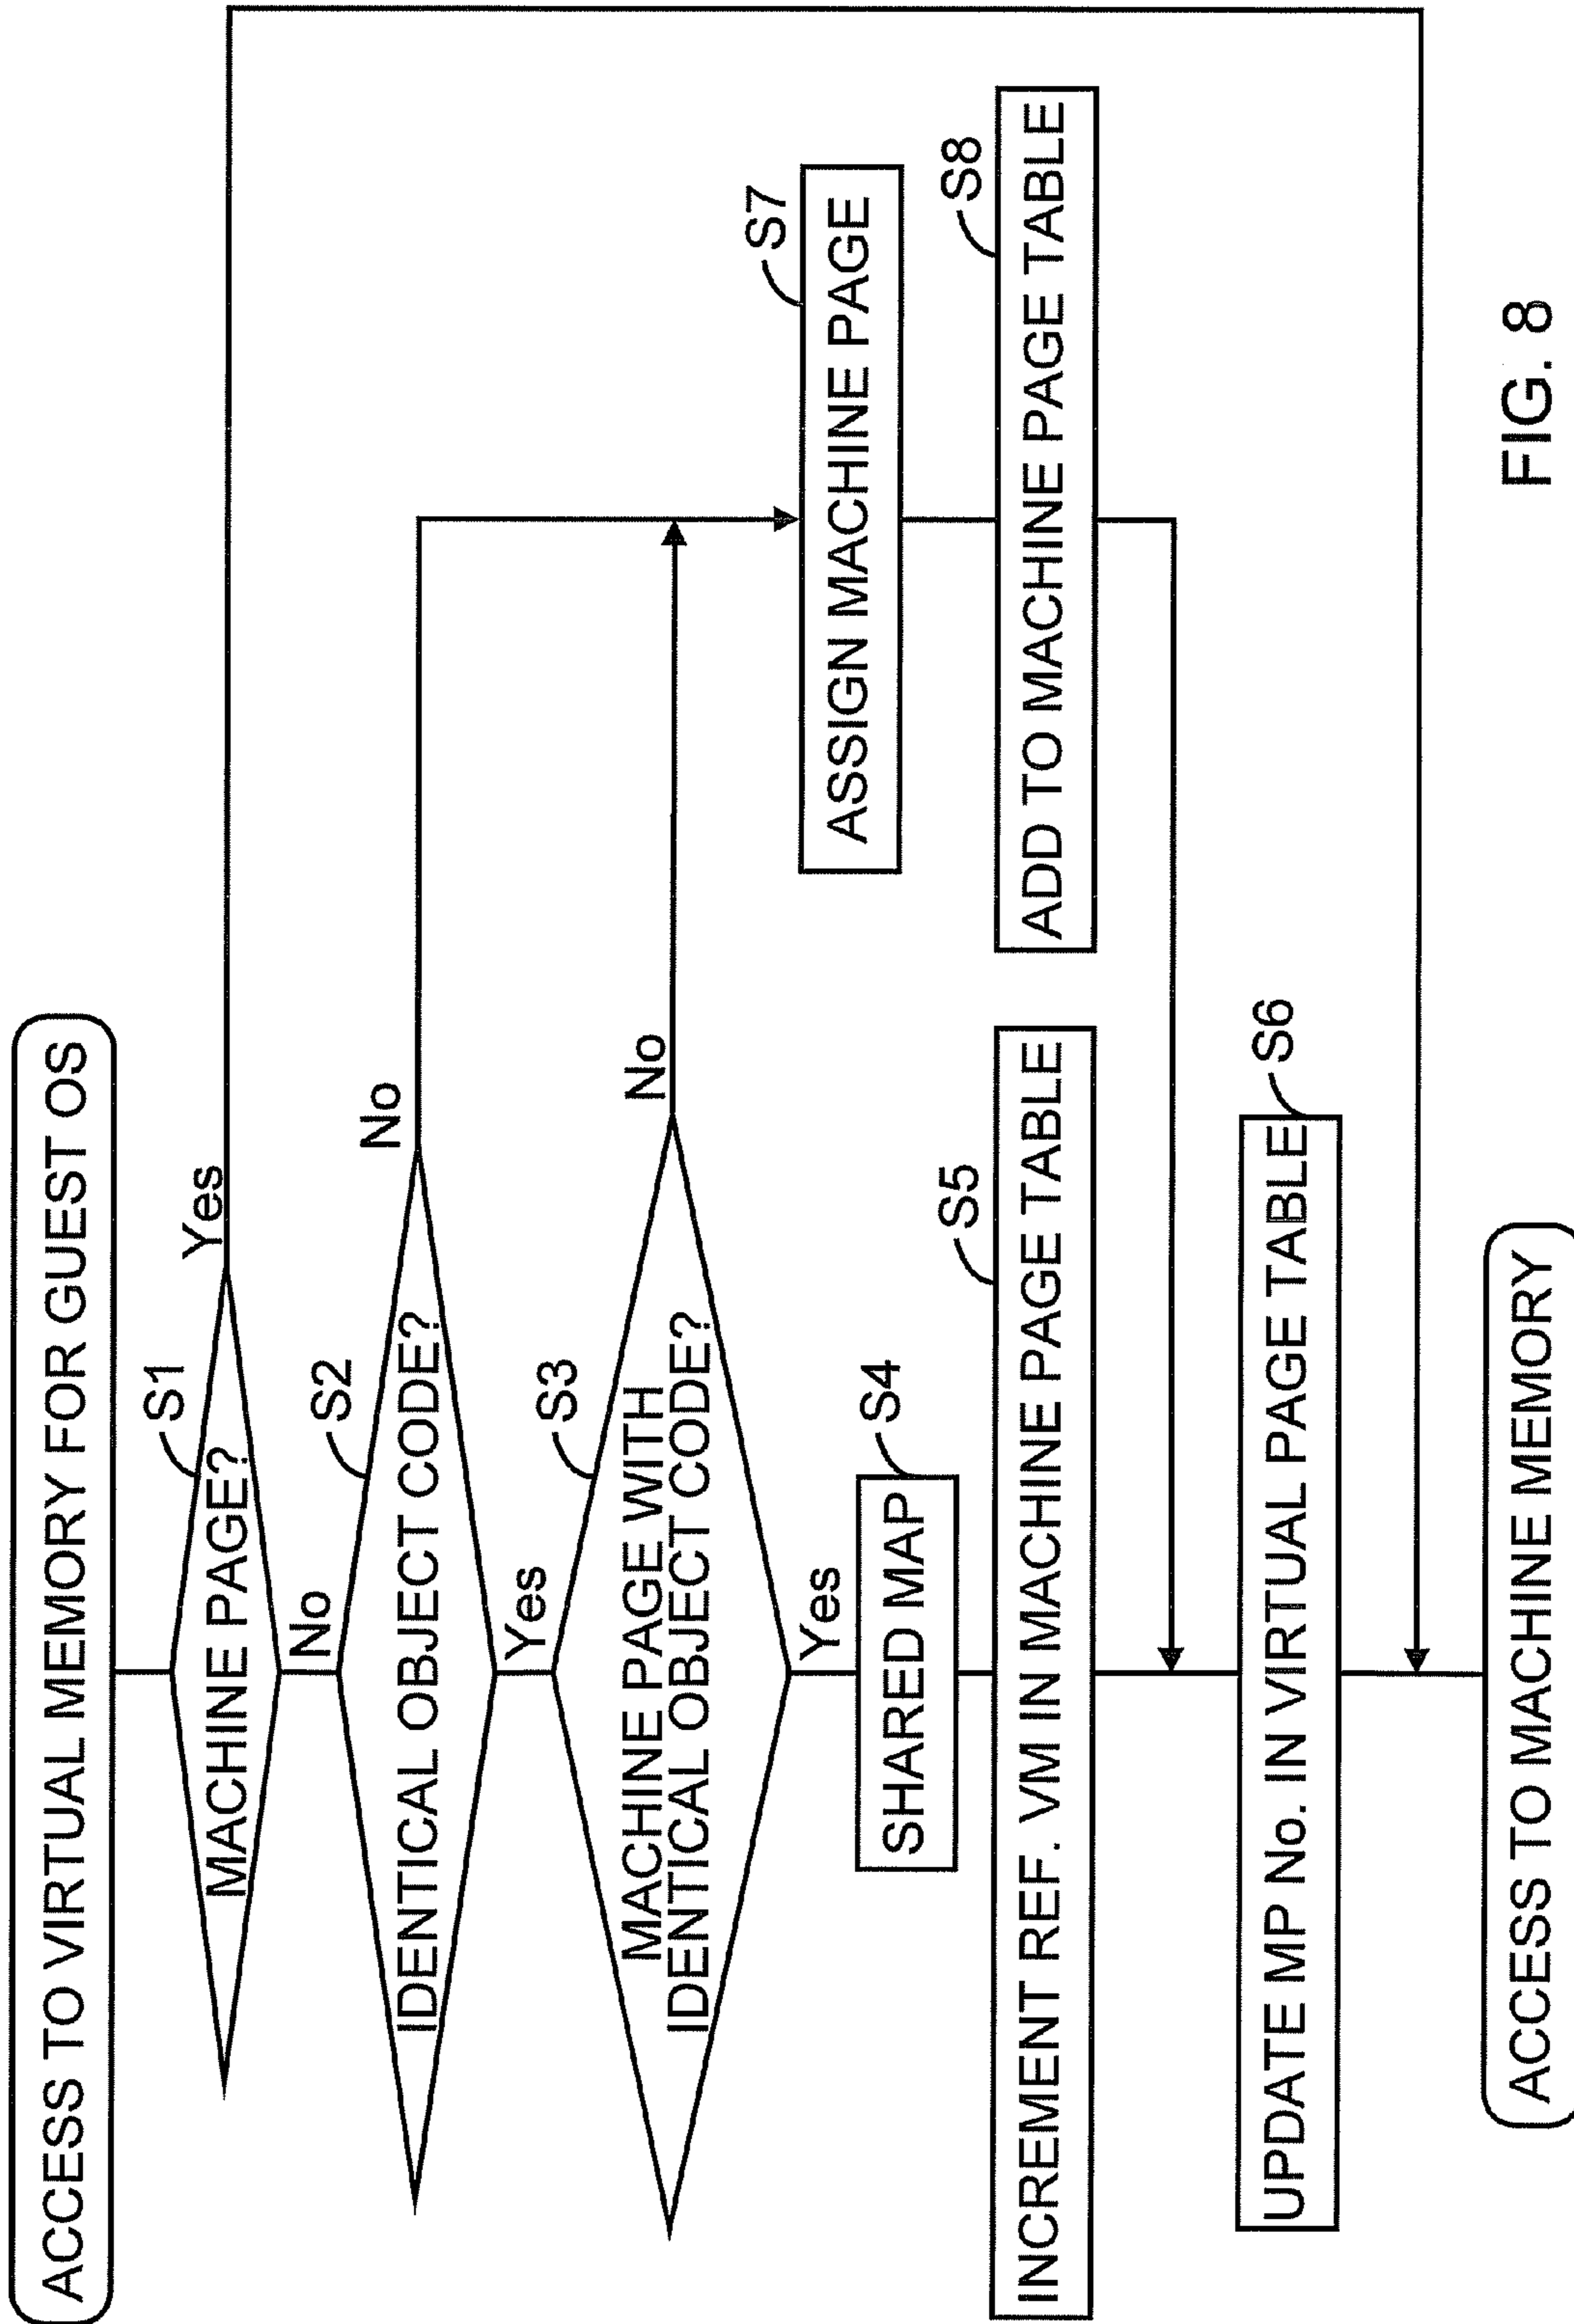 ACCESS TO VIRTUAL MEMORY FOR GUEST OS
S1
MACHINE PAGE?
Yes
No
S2
IDENTICAL OBJECT CODE?
No
Yes
S3
MACHINE PAGE WITH
IDENTICAL OBJECT CODE?
No
Yes
S4
SHARED MAP
S5
INCREMENT REF. VM IN MACHINE PAGE TABLE
S7
ASSIGN MACHINE PAGE
S8
ADD TO MACHINE PAGE TABLE
S6
UPDATE MP No. IN VIRTUAL PAGE TABLE
ACCESS TO MACHINE MEMORY
FIG. 8